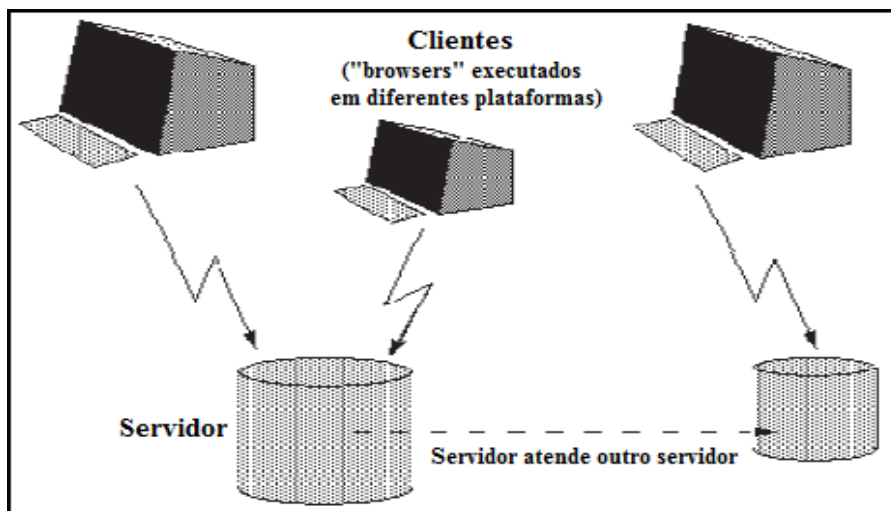 Clientes
("browsers" executados
em diferentes plataformas)
Servidor
Servidor atende outro servidor